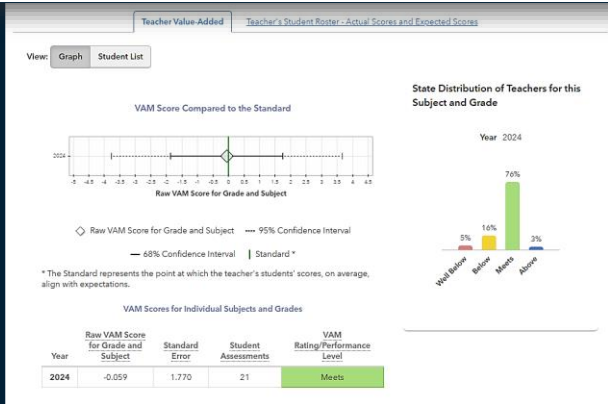 Teacher Value-Added
Teacher's Student Roster - Actual Scores and Expected Scores
View: Graph Student List
VAM Score Compared to the Standard
2024
-5 -4.5 -4 -3.5 -3 -2.5 -2 -1.5 -1 -0.5 0 0.5 1 1.5 2 2.5 3 3.5 4 4.5
Raw VAM Score for Grade and Subject
Raw VAM Score for Grade and Subject
95% Confidence Interval
68% Confidence Interval
Standard *
* The Standard represents the point at which the teacher's students' scores, on average,
align with expectations.
VAM Scores for Individual Subjects and Grades
Year
Raw VAM Score
for Grade and
Subject
Standard
Error
Student
Assessments
VAM
Rating/Performance
Level
2024 -0.059 1.770 21 Meets
State Distribution of Teachers for this
Subject and Grade
Year 2024
5% 16% 76% 3%
Well Below Below Meets Above